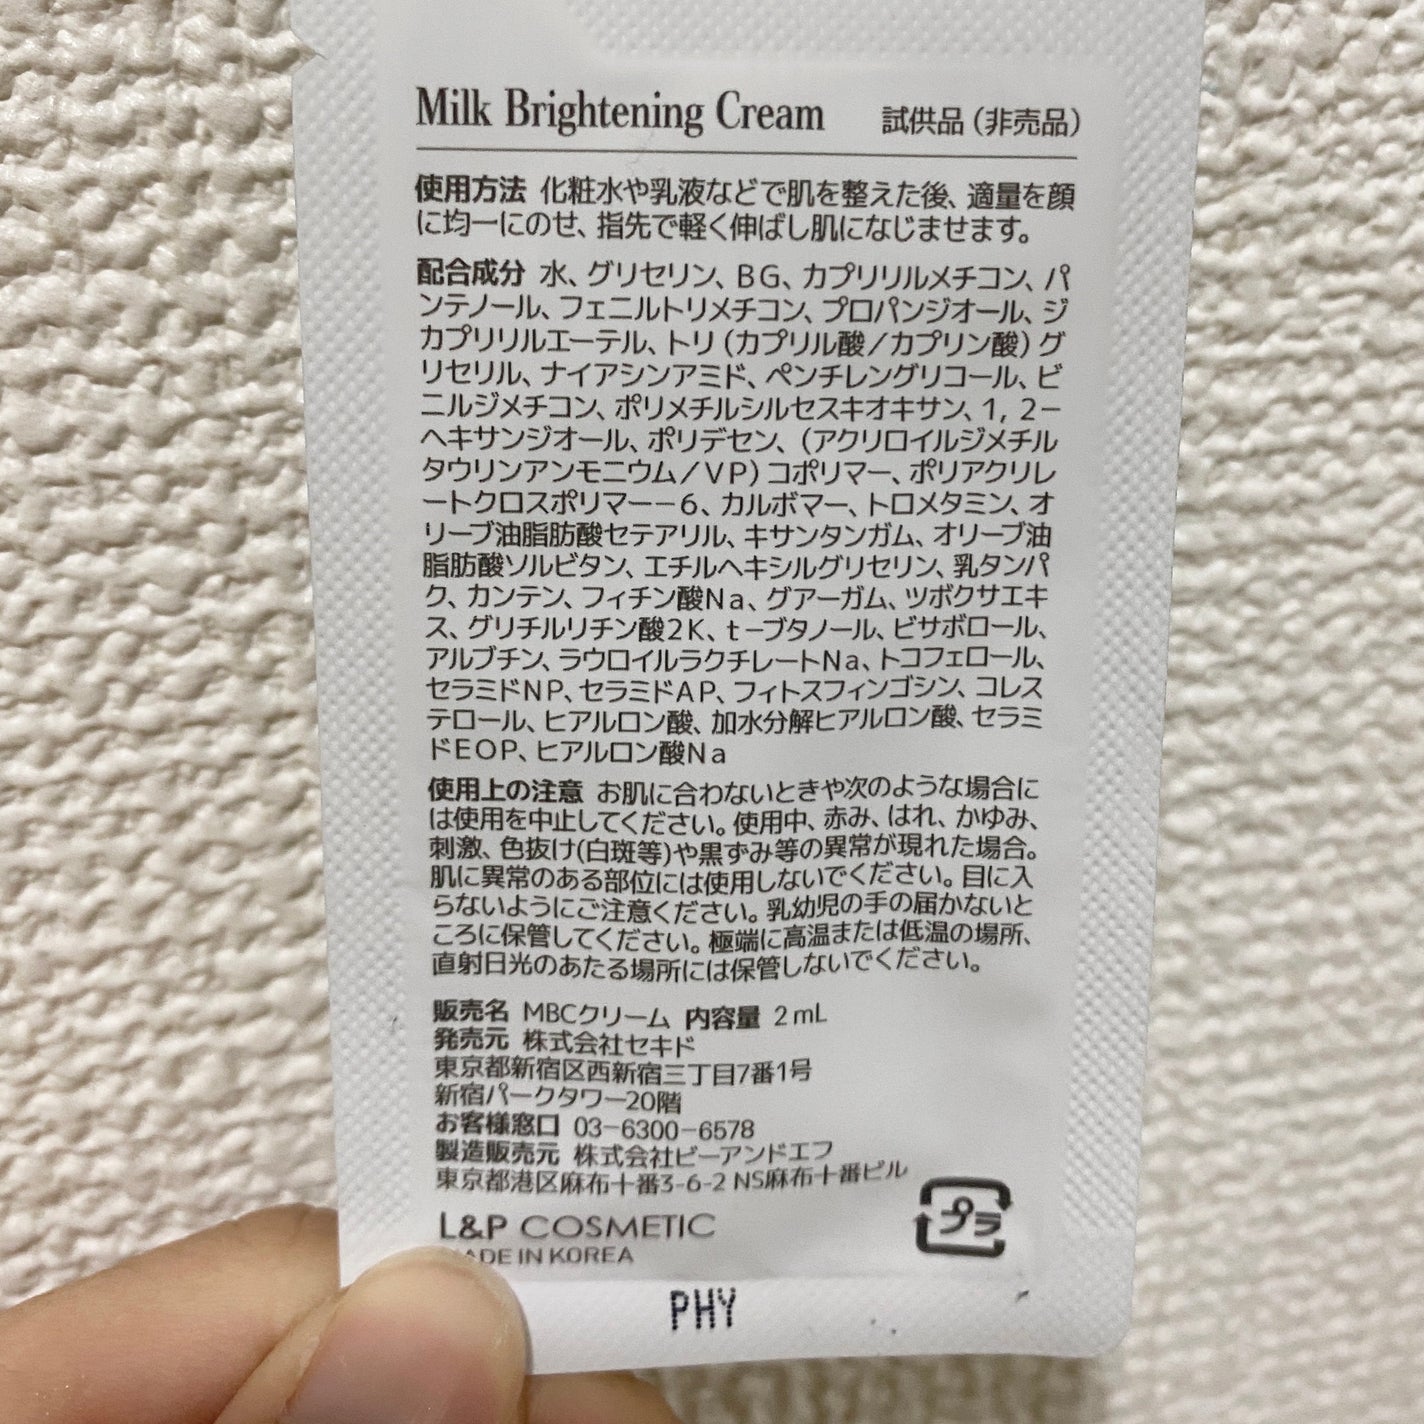 Milk Brightening Cream 試供品(非売品)
使用方法 化粧水や乳液などで肌を整えた後、適量を顔
に均一にのせ、指先で軽く伸ばし肌になじませます。
配合成分 水、グリセリン、BG、カプリリルメチコン、パ
ンテノール、フェニルトリメチコン、プロパンジオール、ジ
カプリリルエーテル、トリ(カプリル酸/カプリン酸)グ
リセリル、ナイアシンアミド、ペンチレングリコール、ビ
ニルジメチコン、ポリメチルシルセスキオキサン、1, 2-
ヘキサンジオール、ポリデセン、(アクリロイルジメチル
タウリンアンモニウム/VP)コポリマー、ポリアクリレ
ートクロスポリマー-6、カルボマー、トロメタミン、オ
リーブ油脂肪酸セテアリル、キサンタンガム、オリーブ油
脂肪酸ソルビタン、エチルヘキシルグリセリン、乳タンパ
ク、カンテン、フィチン酸Na、グアーガム、ツボクサエキ
ス、グリチルリチン酸2K、t-ブタノール、ビサボロール、
アルブチン、ラウロイルラクチレートNa、トコフェロール、
セラミドNP、セラミドAP、フィトスフィンゴシン、コレス
テロール、ヒアルロン酸、加水分解ヒアルロン酸、セラミ
ドEOP、ヒアルロン酸Na
使用上の注意 お肌に合わないときや次のような場合に
は使用を中止してください。使用中、赤み、はれ、かゆみ、
刺激、色抜け(白斑等)や黒ずみ等の異常が現れた場合。
肌に異常のある部位には使用しないでください。目に入
らないようにご注意ください。乳幼児の手の届かないと
ころに保管してください。極端に高温または低温の場所、
直射日光のあたる場所には保管しないでください。
販売名 MBCクリーム 内容量 2mL
発売元 株式会社セキド
東京都新宿区西新宿三丁目7番1号
新宿パークタワー20階
お客様窓口 03-6300-6578
製造販売元 株式会社ピーアンドエフ
東京都港区麻布十番3-6-2 NS麻布十番ビル
L&P COSMETIC
MADE IN KOREA
プラ
PHY